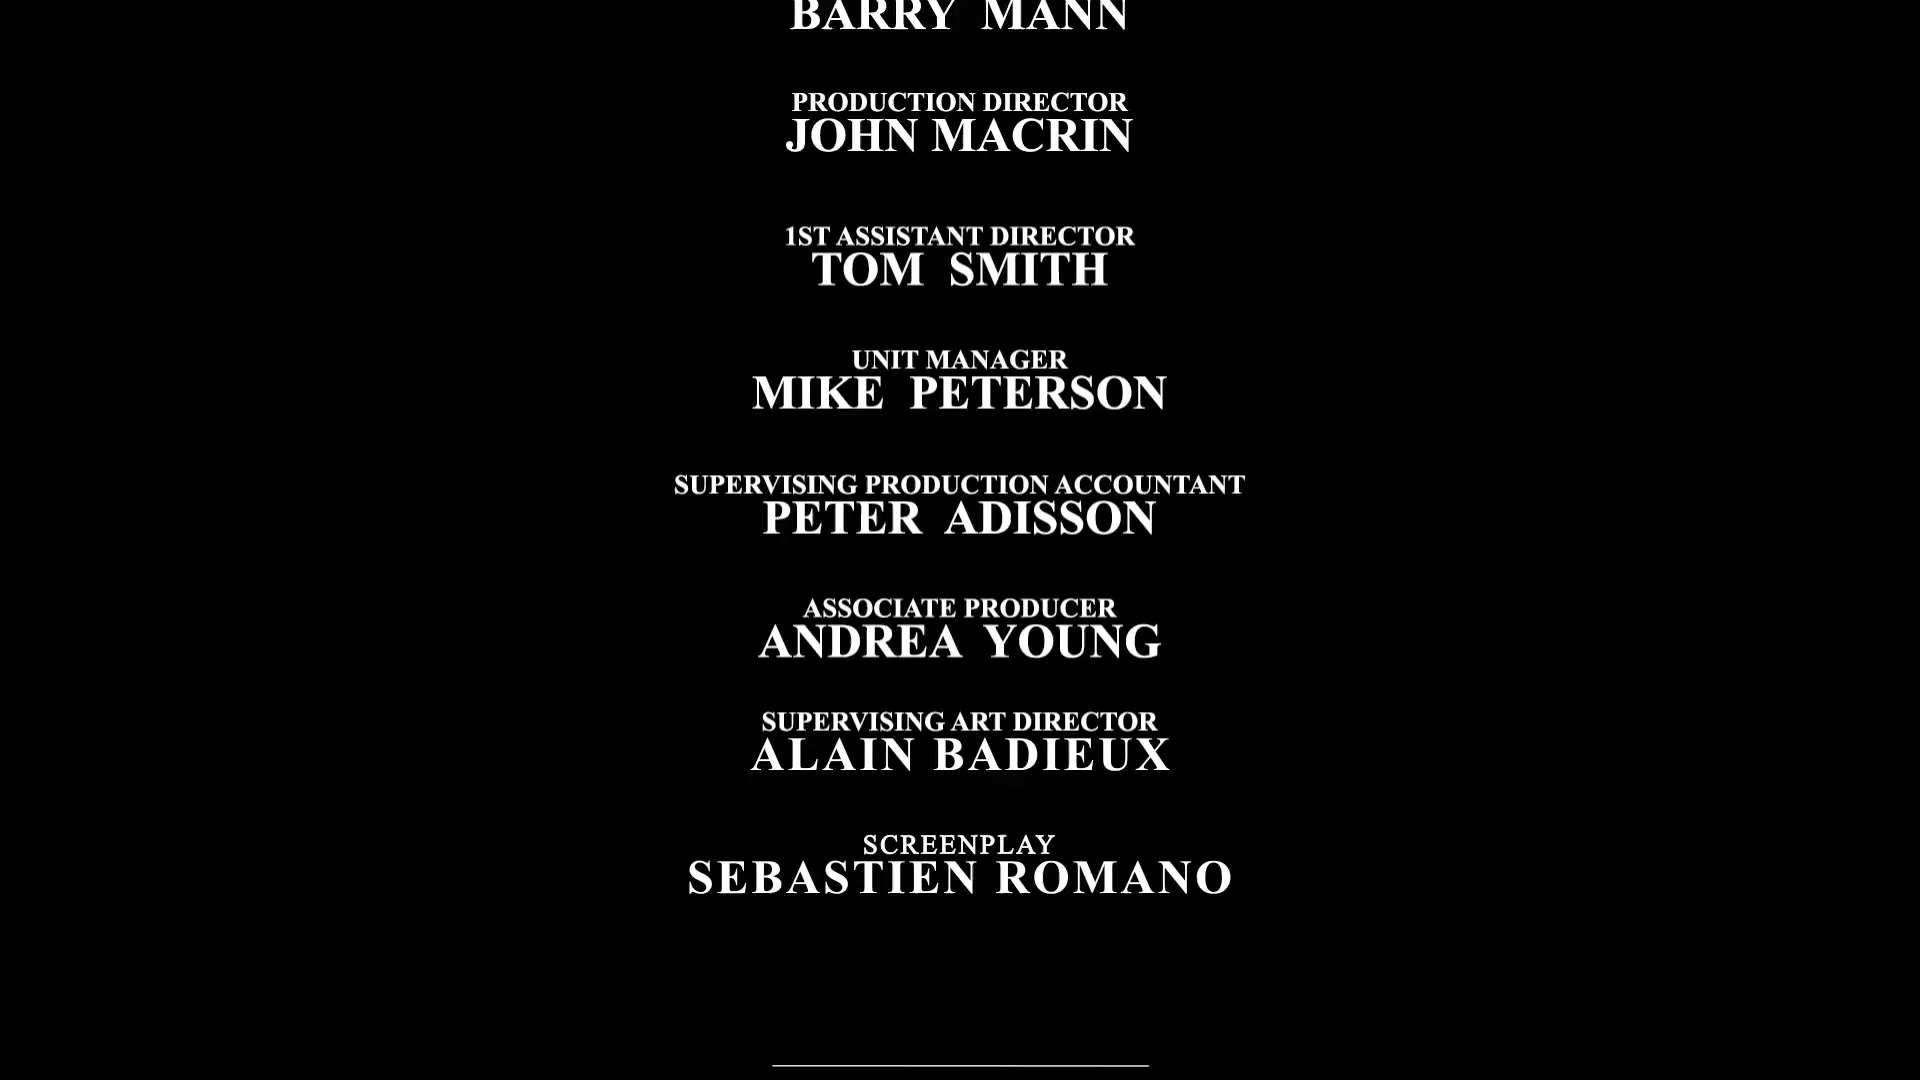 BARRY MANN
PRODUCTION DIRECTOR
JOHN MACRIN
1ST ASSISTANT DIRECTOR
TOM SMITH
UNIT MANAGER
MIKE PETERSON
SUPERVISING PRODUCTION ACCOUNTANT
PETER ADISSON
ASSOCIATE PRODUCER
ANDREA YOUNG
SUPERVISING ART DIRECTOR
ALAIN BADIEUX
SCREENPLAY
SEBASTIEN ROMANO